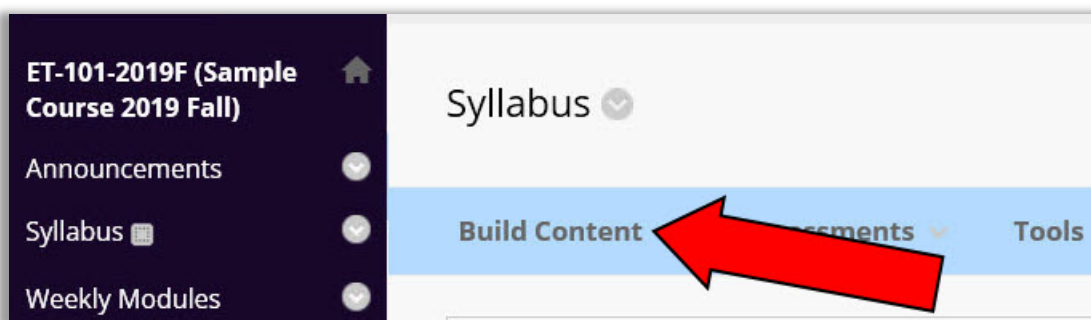 ET-101-2019F (Sample
Course 2019 Fall)
Announcements
Syllabus
Weekly Modules
Syllabus
Build Content
Tools